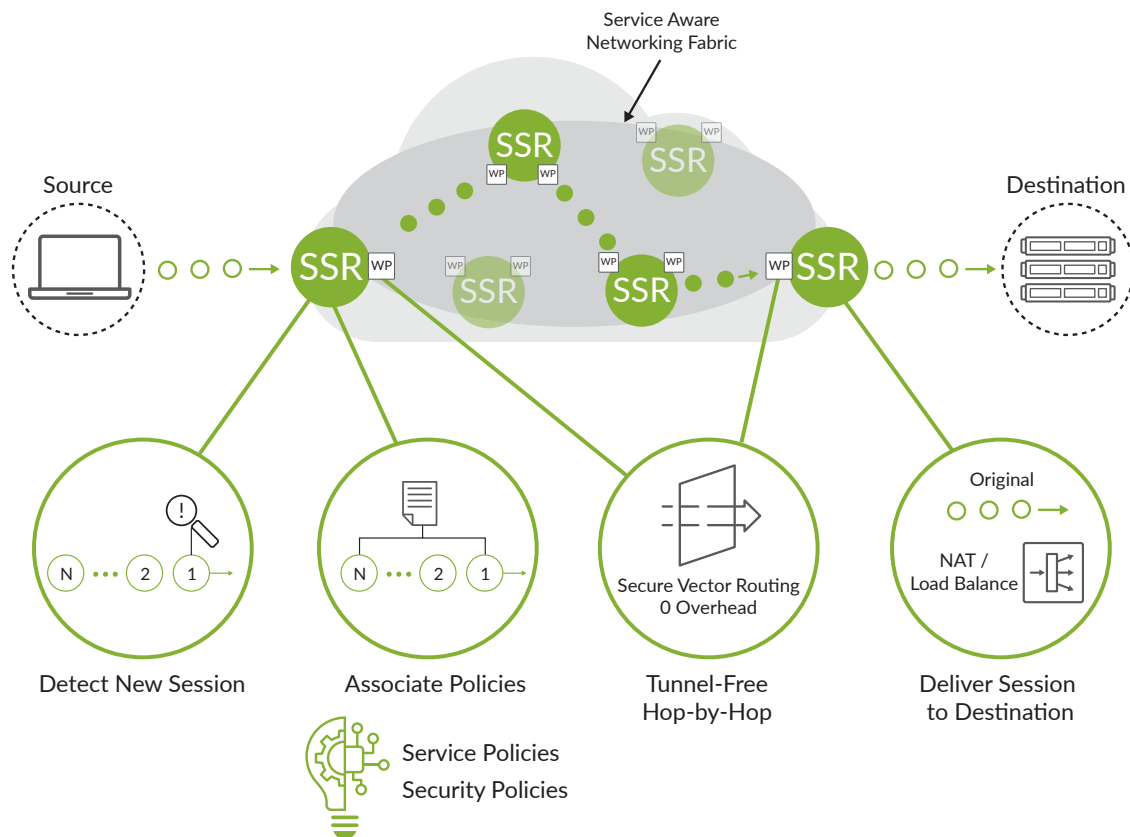 Service Aware
Networking Fabric
Source
Destination
SSR
WP
WP
SSR
WP
WP
SSR
WP
WP
SSR
WP
WP
SSR
WP
WP
SSR
WP
SSR
!
N
2
1
N
2
1
Secure Vector Routing
0 Overhead
Original
NAT /
Load Balance
Detect New Session
Associate Policies
Tunnel-Free
Hop-by-Hop
Deliver Session
to Destination
Service Policies
Security Policies